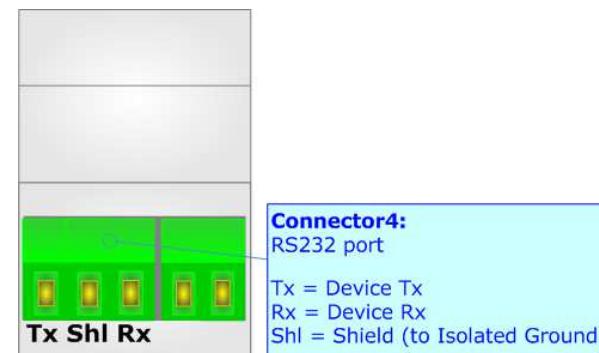 Connector4:
RS232 port
Tx = Device Tx
Rx = Device Rx
Shl = Shield (to Isolated Ground
Tx Shl Rx